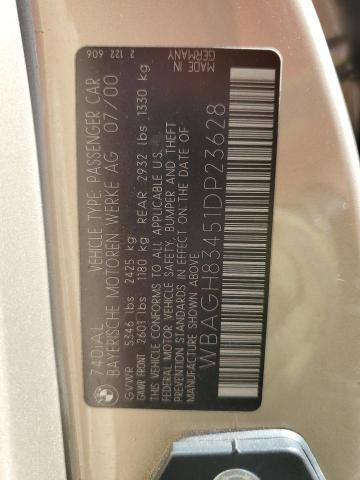 740iAL
VEHICLE TYPE: PASSENGER CAR
BAYERISCHE MOTOREN WERKE AG 07/00
GVWR 5346 lbs 2425 kg
GAWR FRONT 2601 lbs 1180 kg REAR 2932 lbs 1330 kg
THIS VEHICLE CONFORMS TO ALL APPLICABLE U.S.
FEDERAL MOTOR VEHICLE SAFETY, BUMPER AND THEFT
PREVENTION STANDARDS IN EFFECT ON THE DATE OF
MANUFACTURE SHOWN ABOVE
WBAGH83451DP23628
2 122 606
MADE IN
GERMANY